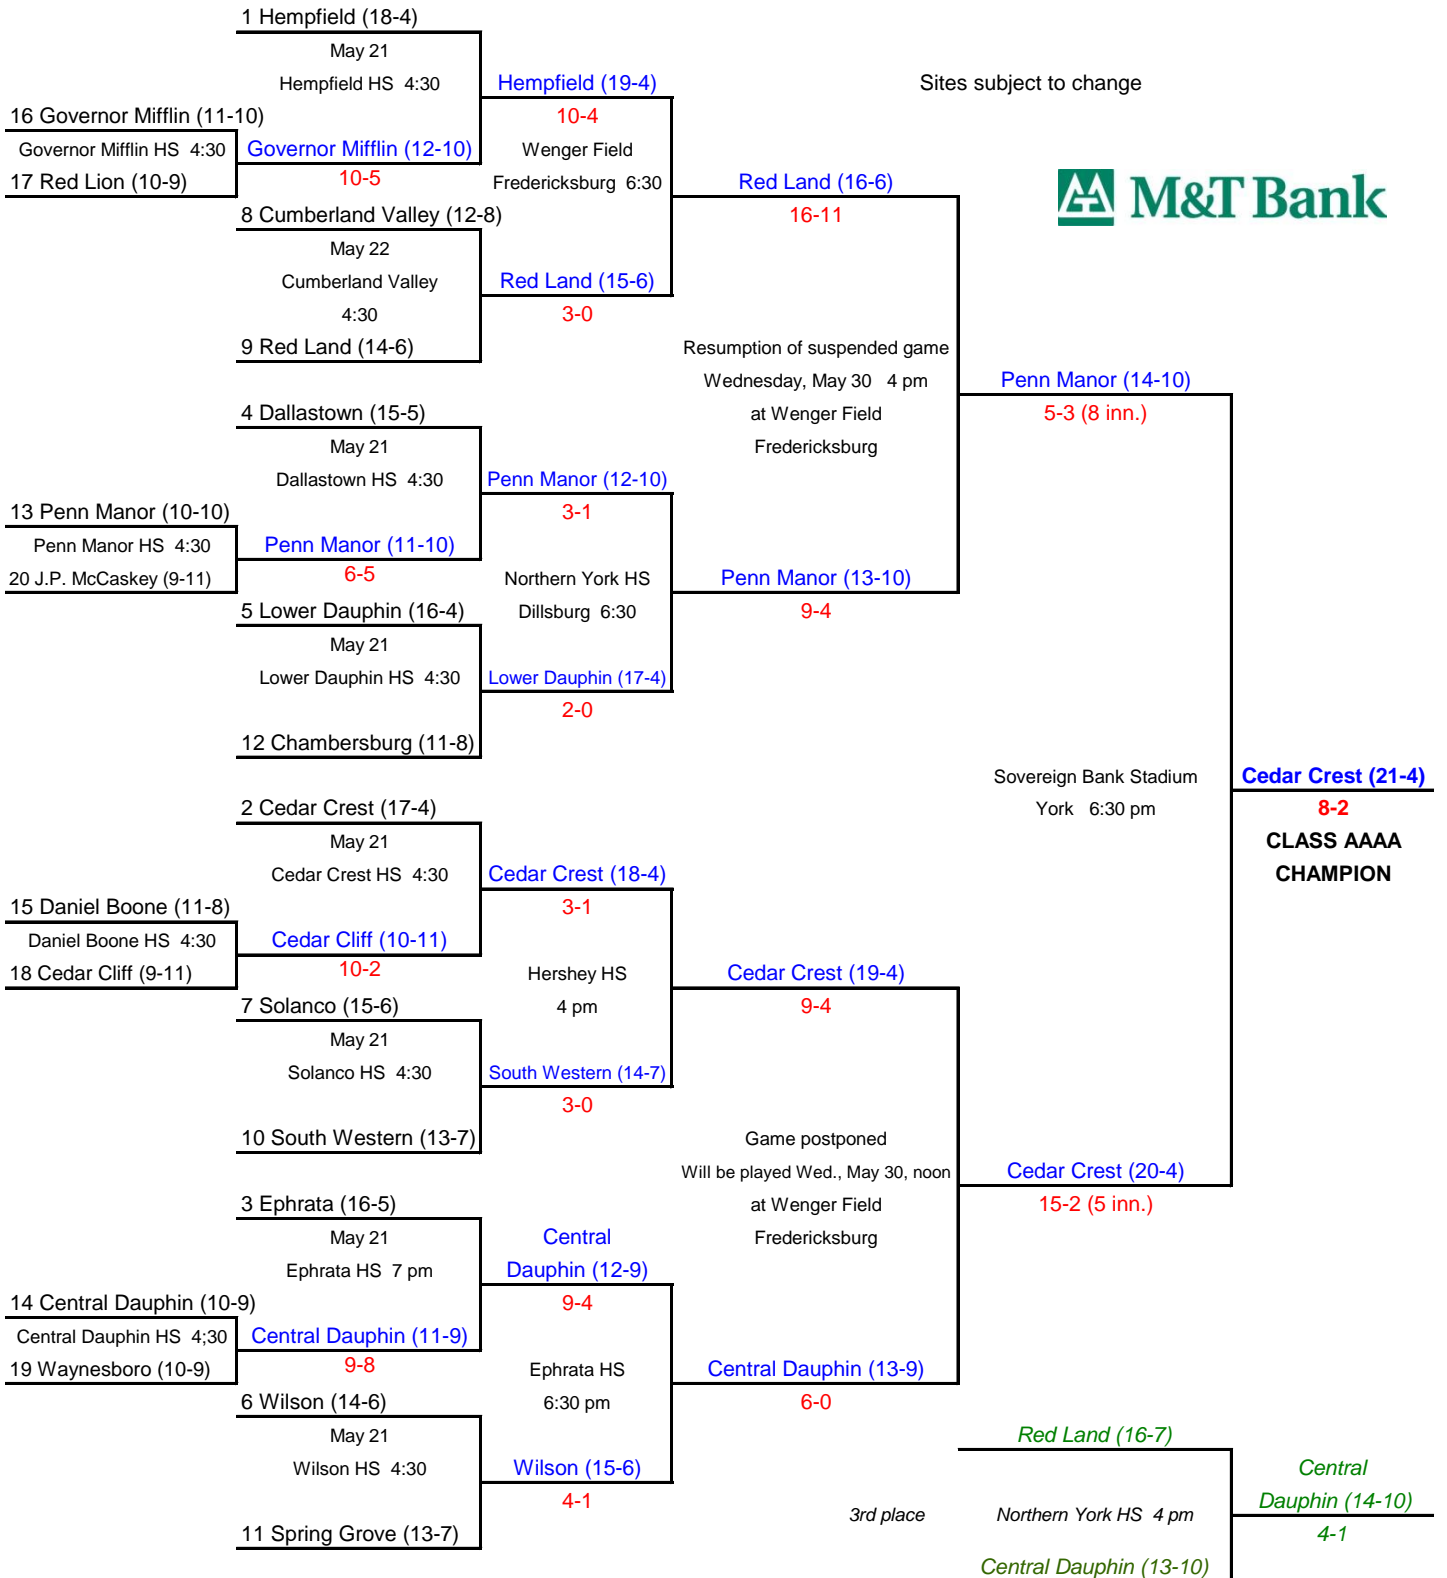 1 Hempfield (18-4)
May 21
Hempfield HS  4:30
Hempfield (19-4)
Sites subject to change
16 Governor Mifflin (11-10)
10-4
Governor Mifflin HS  4:30
Governor Mifflin (12-10)
Wenger Field
17 Red Lion (10-9)
10-5
Fredericksburg  6:30
Red Land (16-6)
M&T Bank
8 Cumberland Valley (12-8)
16-11
May 22
Cumberland Valley
Red Land (15-6)
4:30
3-0
9 Red Land (14-6)
Resumption of suspended game
Wednesday, May 30   4 pm
Penn Manor (14-10)
4 Dallastown (15-5)
at Wenger Field
5-3 (8 inn.)
May 21
Fredericksburg
Dallastown HS  4:30
Penn Manor (12-10)
13 Penn Manor (10-10)
3-1
Penn Manor HS  4:30
Penn Manor (11-10)
20 J.P. McCaskey (9-11)
6-5
Northern York HS
Penn Manor (13-10)
5 Lower Dauphin (16-4)
Dillsburg  6:30
9-4
May 21
Lower Dauphin HS  4:30
Lower Dauphin (17-4)
2-0
12 Chambersburg (11-8)
Sovereign Bank Stadium
Cedar Crest (21-4)
2 Cedar Crest (17-4)
York   6:30 pm
8-2
May 21
CLASS AAAA
Cedar Crest HS  4:30
Cedar Crest (18-4)
CHAMPION
15 Daniel Boone (11-8)
3-1
Daniel Boone HS  4:30
Cedar Cliff (10-11)
18 Cedar Cliff (9-11)
10-2
Hershey HS
Cedar Crest (19-4)
7 Solanco (15-6)
4 pm
9-4
May 21
Solanco HS  4:30
South Western (14-7)
3-0
10 South Western (13-7)
Game postponed
Will be played Wed., May 30, noon
Cedar Crest (20-4)
3 Ephrata (16-5)
at Wenger Field
15-2 (5 inn.)
May 21
Central
Fredericksburg
Ephrata HS  7 pm
Dauphin (12-9)
14 Central Dauphin (10-9)
9-4
Central Dauphin HS  4;30
Central Dauphin (11-9)
19 Waynesboro (10-9)
9-8
Ephrata HS
Central Dauphin (13-9)
6 Wilson (14-6)
6:30 pm
6-0
May 21
Red Land (16-7)
Wilson HS  4:30
Wilson (15-6)
Central
4-1
Dauphin (14-10)
3rd place
Northern York HS  4 pm
11 Spring Grove (13-7)
4-1
Central Dauphin (13-10)